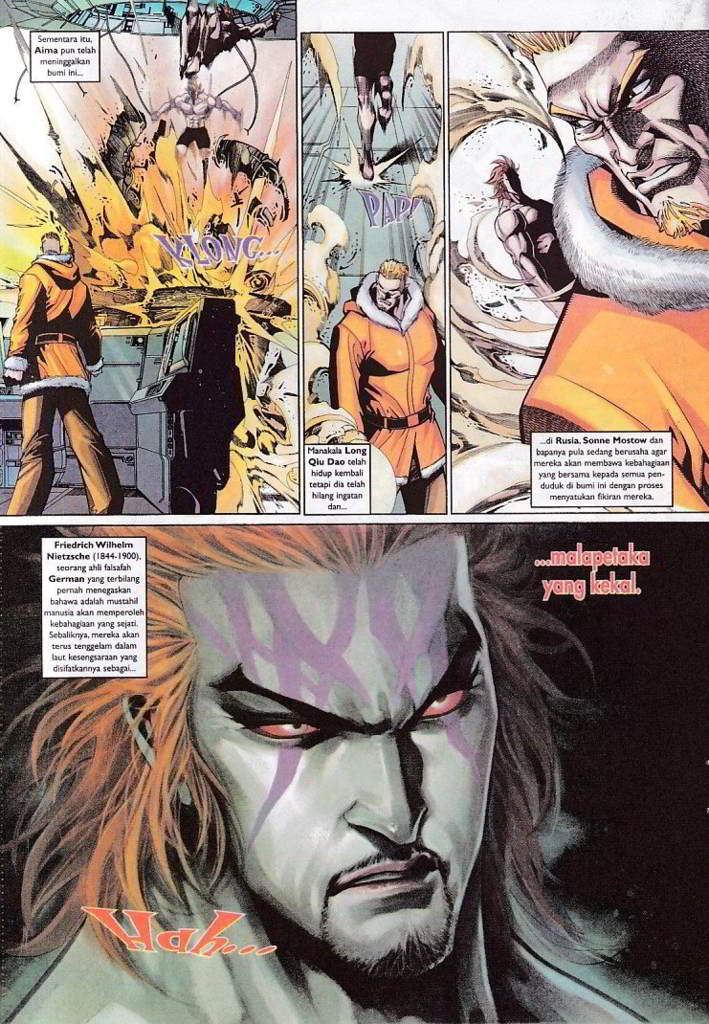 Sementara itu,
Aima pun telah
meninggalkan
bumi ini...
KLONG...
PAP!
Manakala Long
Qiu Dao telah
hidup kembali
tetapi dia telah
hilang ingatan
dan...
...di Rusia, Sonne Mostow dan
bapanya pula sedang berusaha agar
mereka akan membawa kebahagiaan
yang bersama kepada semua pen-
duduk di bumi ini dengan proses
menyatukan fikiran mereka.
Friedrich Wilhelm
Nietzsche (1844-1900),
seorang ahli falsafah
German yang terbilang
pernah menegaskan
bahawa adalah mustahil
manusia akan memperoleh
kebahagiaan yang sejati.
Sebaliknya, mereka akan
terus tenggelam dalam
laut kesengsaraan yang
disifatkannya sebagai...
...malapetaka
yang kekal.
Hah...